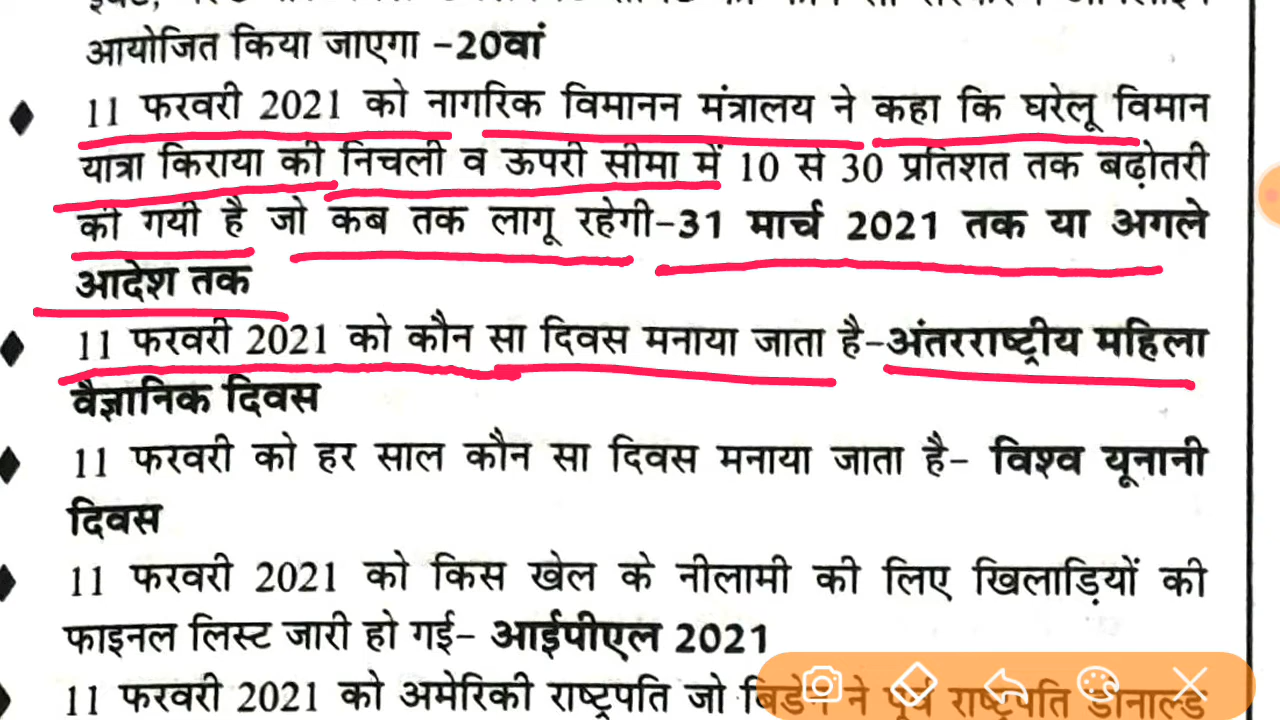 आयोजित किया जाएगा -20वां
11 फरवरी 2021 को नागरिक विमानन मंत्रालय ने कहा कि घरेलू विमान
यात्रा किराया की निचली व ऊपरी सीमा में 10 से 30 प्रतिशत तक बढ़ोतरी
की गयी है जो कब तक लागू रहेगी-31 मार्च 2021 तक या अगले
आदेश तक
11 फरवरी 2021 को कौन सा दिवस मनाया जाता है-अंतरराष्ट्रीय महिला
वैज्ञानिक दिवस
11 फरवरी को हर साल कौन सा दिवस मनाया जाता है- विश्व यूनानी
दिवस
11 फरवरी 2021 को किस खेल के नीलामी की लिए खिलाड़ियों की
फाइनल लिस्ट जारी हो गई- आईपीएल 2021
11 फरवरी 2021 को अमेरिकी राष्ट्रपति जो बिडेन ने पूर्व राष्ट्रपति डोनाल्ड